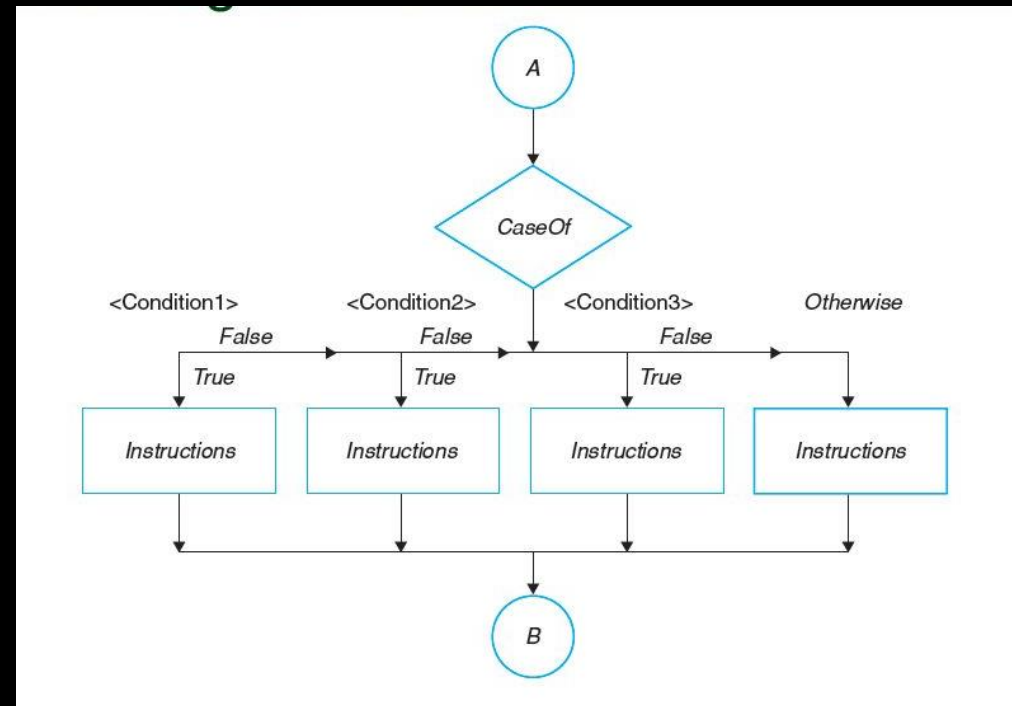 A
CaseOf
<Condition1> <Condition2> <Condition3> Otherwise
False False False
True True True
Instructions Instructions Instructions Instructions
B